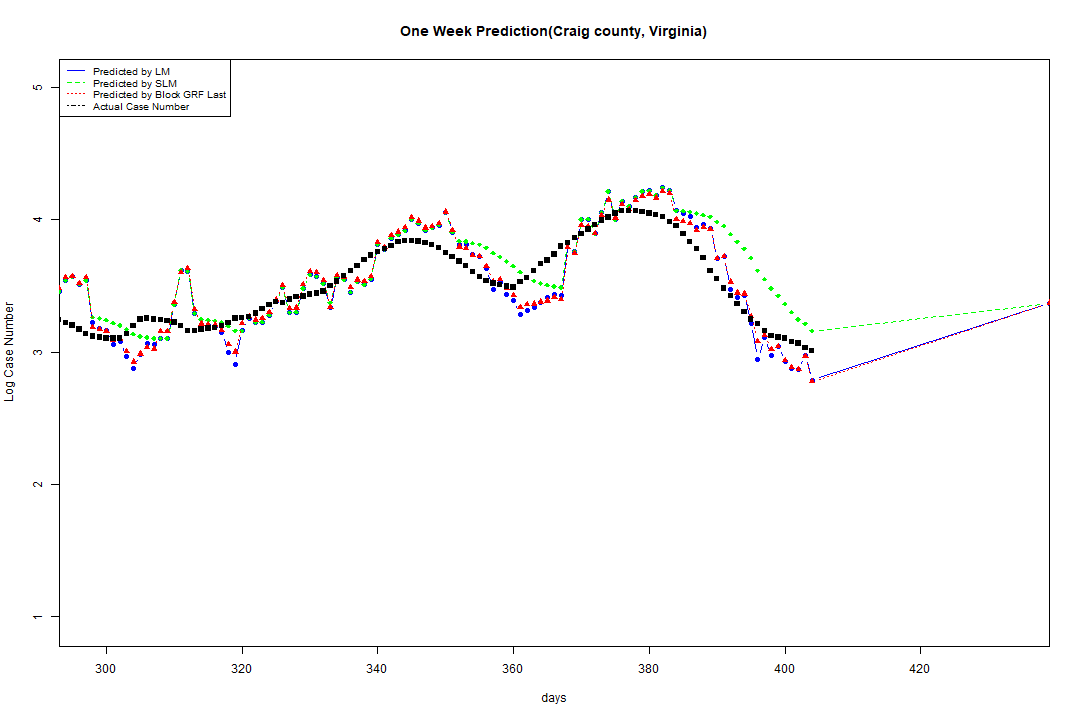 One Week Prediction(Craig county, Virginia)
Predicted by LM
Predicted by SLM
Predicted by Block GRF Last
Actual Case Number
5
4
3
2
1
Log Case Number
300 320 340 360 380 400 420
days